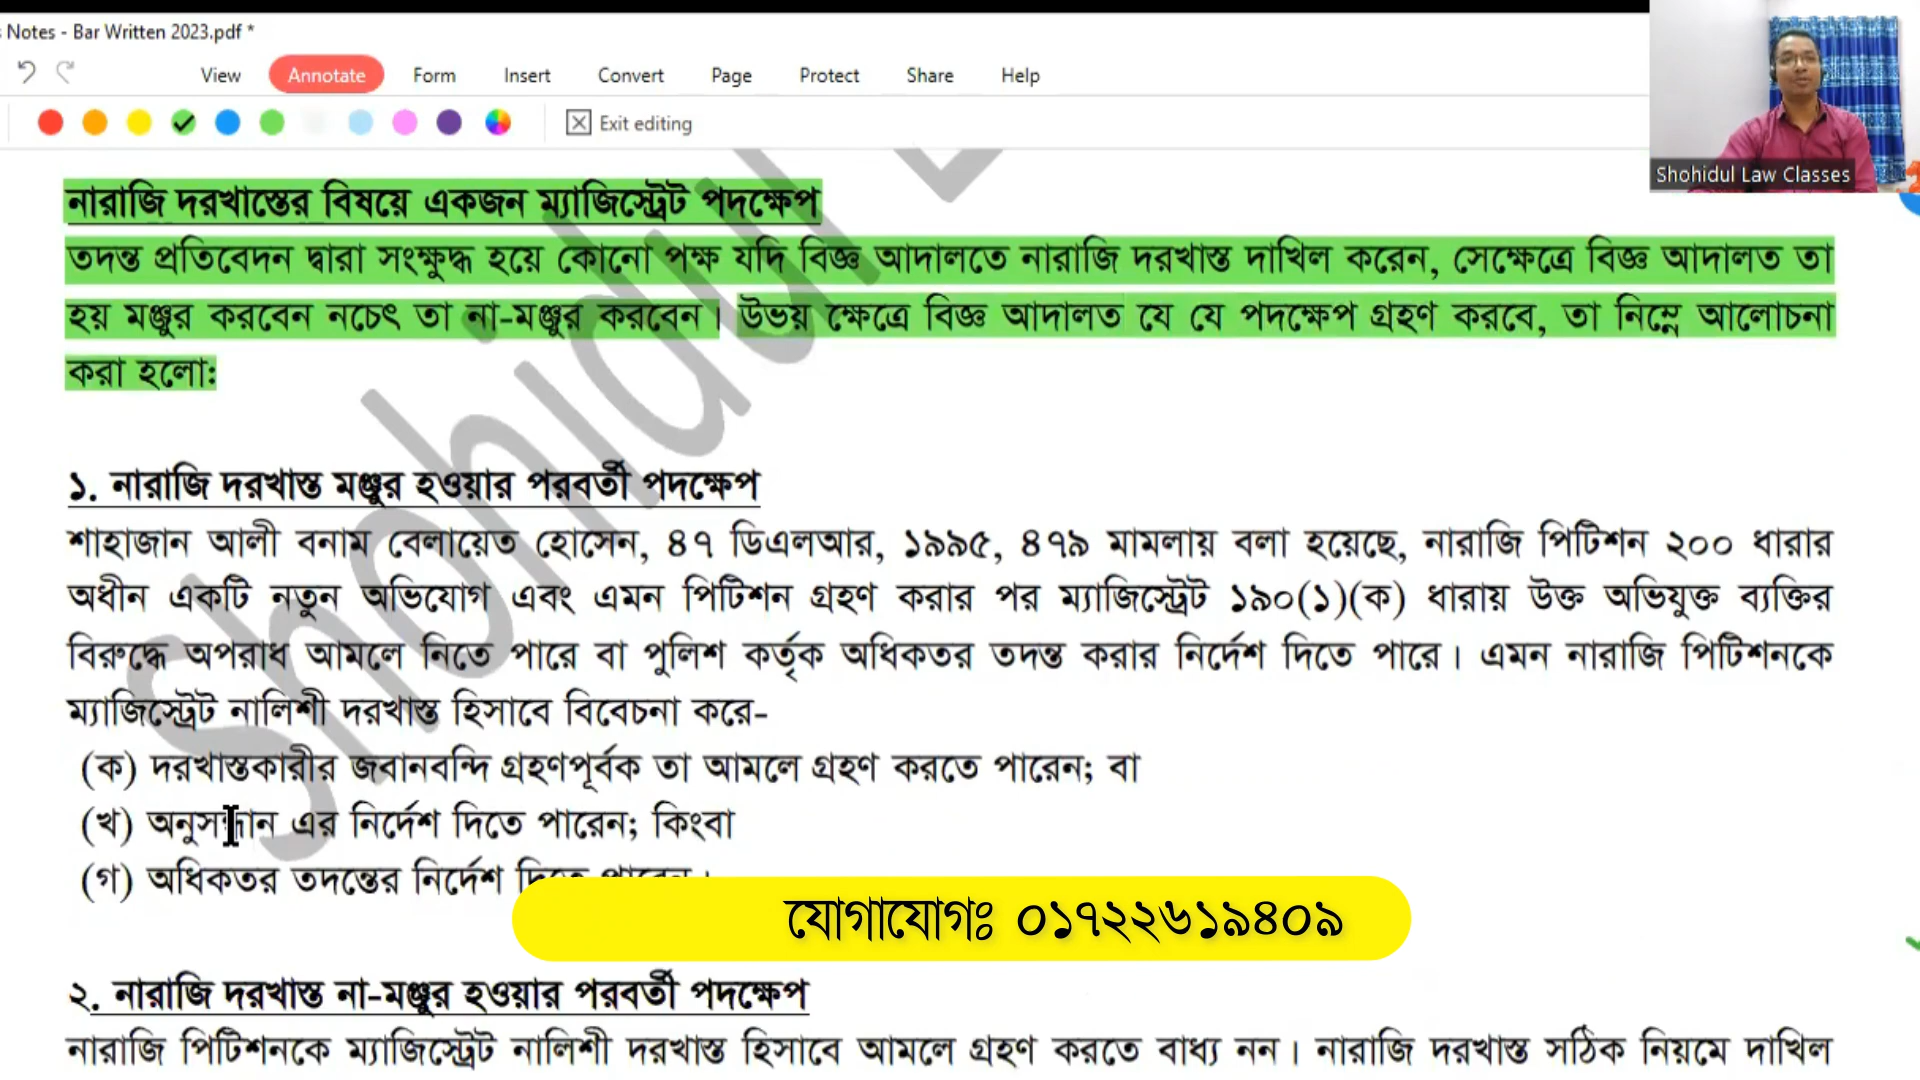 Notes - Bar Written 2023.pdf *
View Annotate Form Insert Convert Page Protect Share Help
Exit editing
Shohidul Law Classes
নারাজি দরখাস্তের বিষয়ে একজন ম্যাজিস্ট্রেট পদক্ষেপ
তদন্ত প্রতিবেদন দ্বারা সংক্ষুদ্ধ হয়ে কোনো পক্ষ যদি বিজ্ঞ আদালতে নারাজি দরখাস্ত দাখিল করেন, সেক্ষেত্রে বিজ্ঞ আদালত তা
হয় মঞ্জুর করবেন নচেৎ তা না-মঞ্জুর করবেন। উভয় ক্ষেত্রে বিজ্ঞ আদালত যে যে পদক্ষেপ গ্রহণ করবে, তা নিম্নে আলোচনা
করা হলো:
১. নারাজি দরখাস্ত মঞ্জুর হওয়ার পরবর্তী পদক্ষেপ
শাহাজান আলী বনাম বেলায়েত হোসেন, ৪৭ ডিএলআর, ১৯৯৫, ৪৭৯ মামলায় বলা হয়েছে, নারাজি পিটিশন ২০০ ধারার
অধীন একটি নতুন অভিযোগ এবং এমন পিটিশন গ্রহণ করার পর ম্যাজিস্ট্রেট ১৯০(১)(ক) ধারায় উক্ত অভিযুক্ত ব্যক্তির
বিরুদ্ধে অপরাধ আমলে নিতে পারে বা পুলিশ কর্তৃক অধিকতর তদন্ত করার নির্দেশ দিতে পারে। এমন নারাজি পিটিশনকে
ম্যাজিস্ট্রেট নালিশী দরখাস্ত হিসাবে বিবেচনা করে-
(ক) দরখাস্তকারীর জবানবন্দি গ্রহণপূর্বক তা আমলে গ্রহণ করতে পারেন; বা
(খ) অনুসন্ধান এর নির্দেশ দিতে পারেন; কিংবা
(গ) অধিকতর তদন্তের নির্দেশ দিতে পারেন।
যোগাযোগঃ ০১৭২২৬১৯৪০৯
২. নারাজি দরখাস্ত না-মঞ্জুর হওয়ার পরবর্তী পদক্ষেপ
নারাজি পিটিশনকে ম্যাজিস্ট্রেট নালিশী দরখাস্ত হিসাবে আমলে গ্রহণ করতে বাধ্য নন। নারাজি দরখাস্ত সঠিক নিয়মে দাখিল
Shohidul